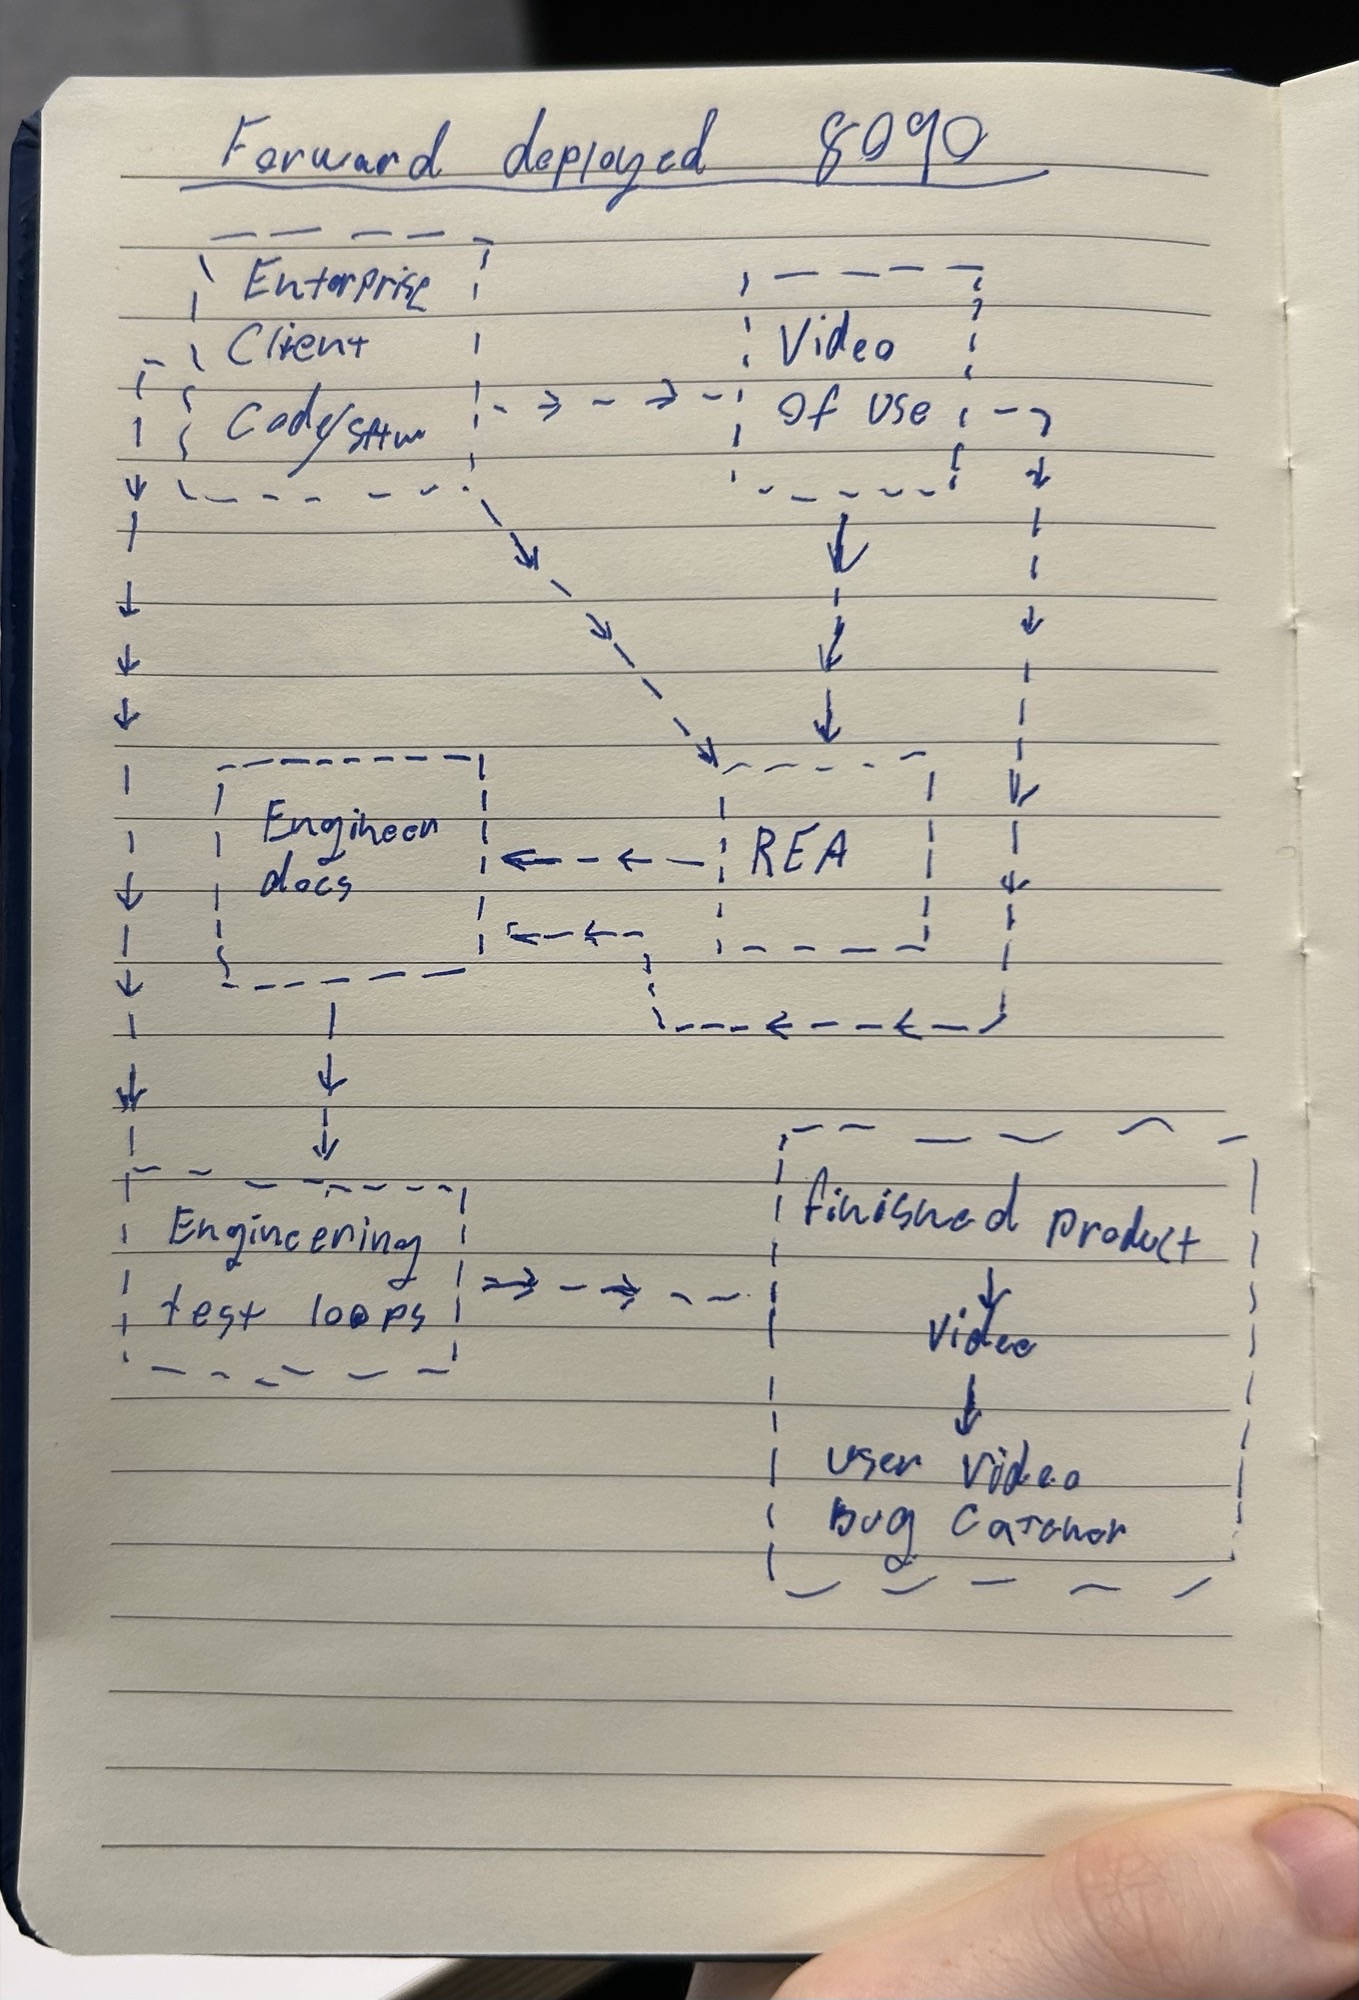 Forward deployed 8090
Enterprise
Client
Code/
Video
of use
Engineer
docs
REA
Engineering
test loops
finished product
Video
User Video
Bug Catcher